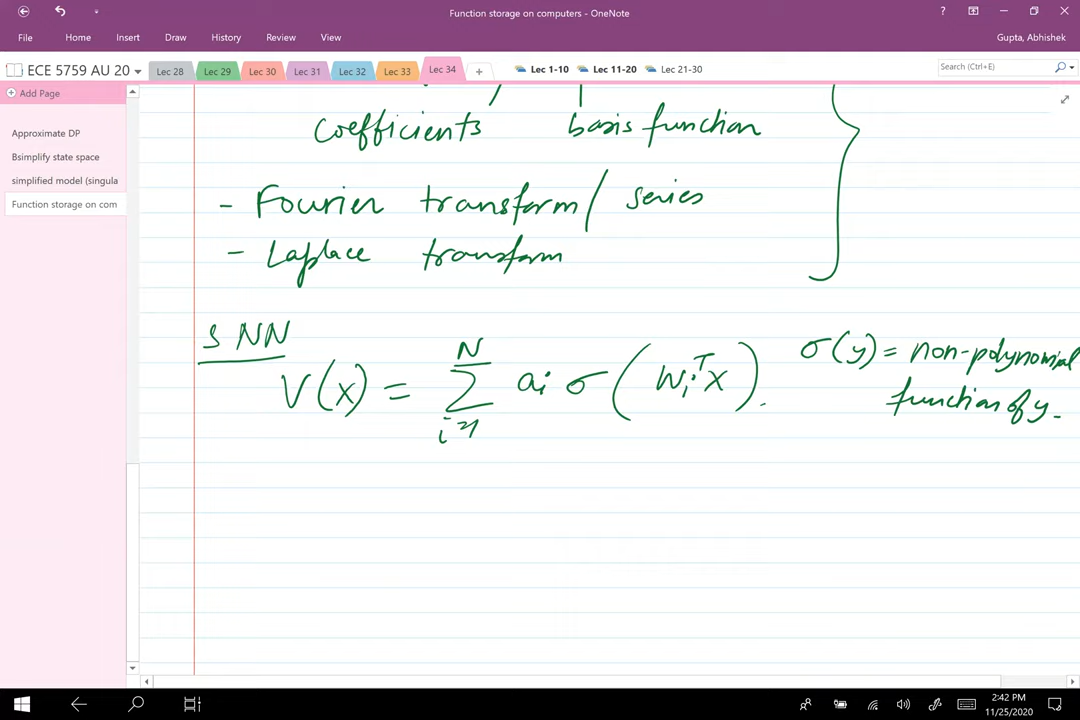 Function storage on computers - OneNote
Gupta, Abhishek
File Home Insert Draw History Review View
ECE 5759 AU 20
Lec 28 Lec 29 Lec 30 Lec 31 Lec 32 Lec 33 Lec 34 + Lec 1-10 Lec 11-20 Lec 21-30
Search (Ctrl+E)
Add Page
Approximate DP
Bsimplify state space
simplified model (singula
Function storage on com
coefficients basis function
- Fourier transform / series
- Laplace transform
s NN
V(x) = N ∑ i=1 ai σ ( Wi^T x ).
σ(y) = non-polynomial
function of y.
2:42 PM
11/25/2020